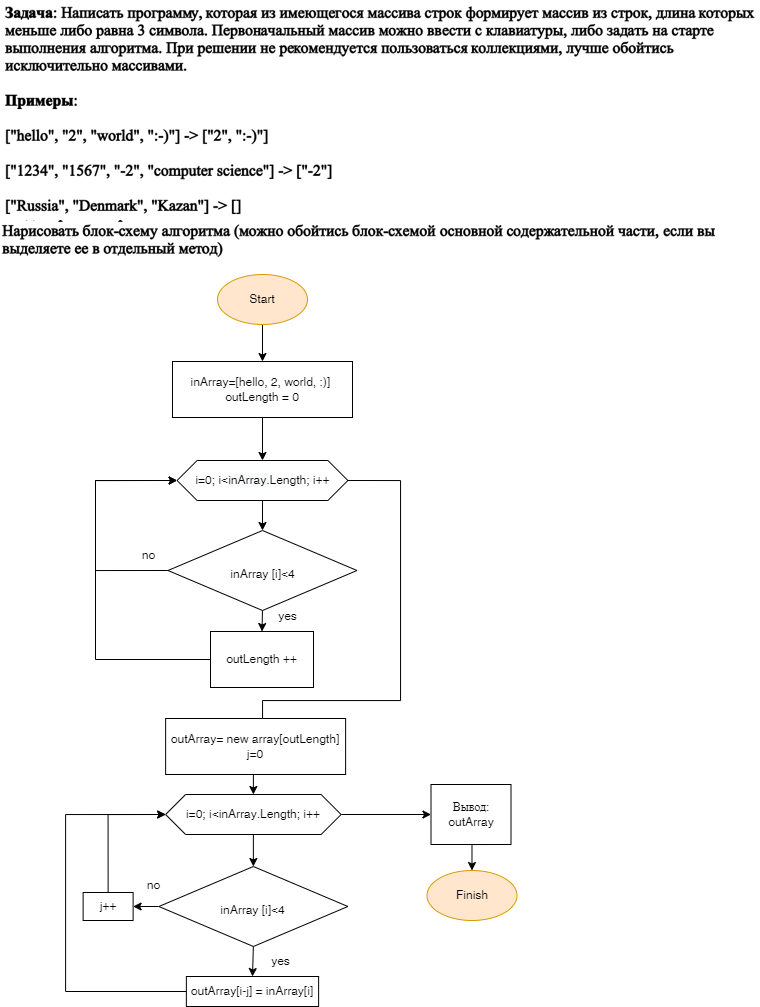 Задача: Написать программу, которая из имеющегося массива строк формирует массив из строк, длина которых
меньше либо равна 3 символа. Первоначальный массив можно ввести с клавиатуры, либо задать на старте
выполнения алгоритма. При решении не рекомендуется пользоваться коллекциями, лучше обойтись
исключительно массивами.
Примеры:
["hello", "2", "world", ":-)"] -> ["2", ":-)"]
["1234", "1567", "-2", "computer science"] -> ["-2"]
["Russia", "Denmark", "Kazan"] -> []
Нарисовать блок-схему алгоритма (можно обойтись блок-схемой основной содержательной части, если вы
выделяете ее в отдельный метод)
Start
inArray=[hello, 2, world, :)]
outLength = 0
i=0; i<inArray.Length; i++
no
inArray [i]<4
yes
outLength ++
outArray= new array[outLength]
j=0
i=0; i<inArray.Length; i++
Вывод:
outArray
no
j++
inArray [i]<4
Finish
yes
outArray[i-j] = inArray[i]